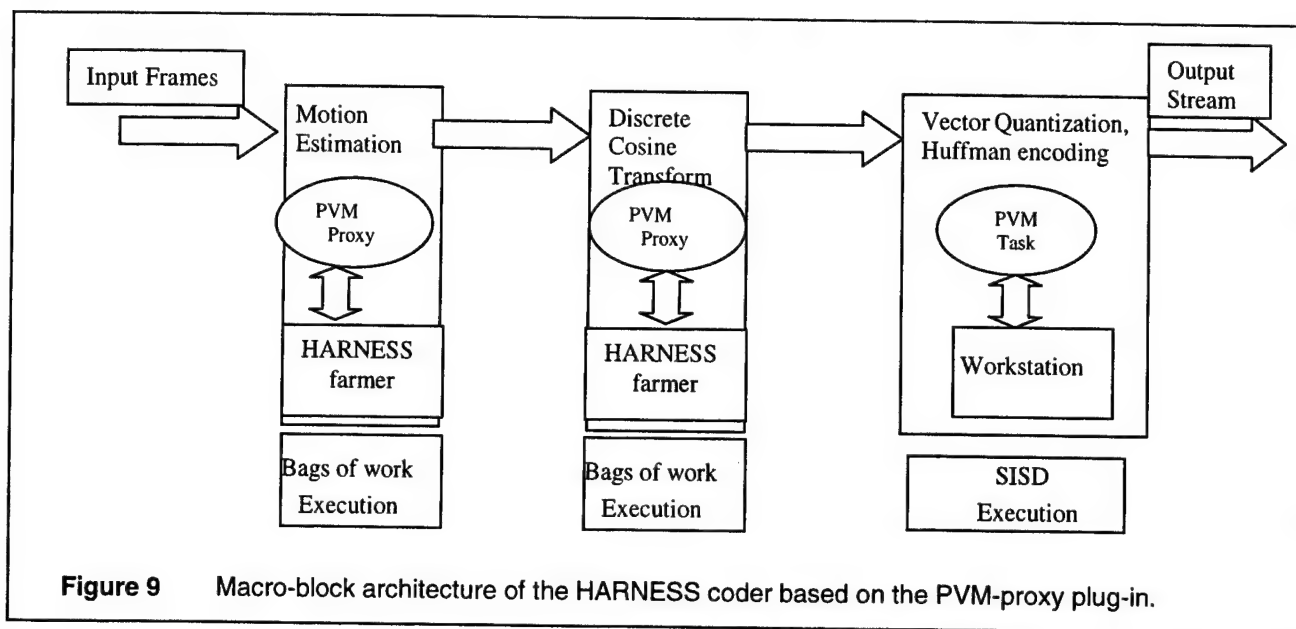 Input Frames
Motion
Estimation
PVM
Proxy
HARNESS
farmer
Bags of work
Execution
Discrete
Cosine
Transform
PVM
Proxy
HARNESS
farmer
Bags of work
Execution
Vector Quantization,
Huffman encoding
PVM
Task
Workstation
SISD
Execution
Output
Stream
Figure 9 Macro-block architecture of the HARNESS coder based on the PVM-proxy plug-in.